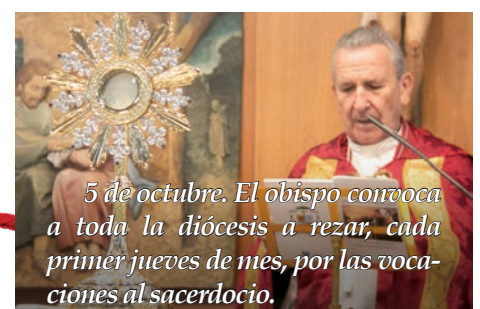 5 de octubre. El obispo convoca
a toda la diócesis a rezar, cada
primer jueves de mes, por las voca-
ciones al sacerdocio.